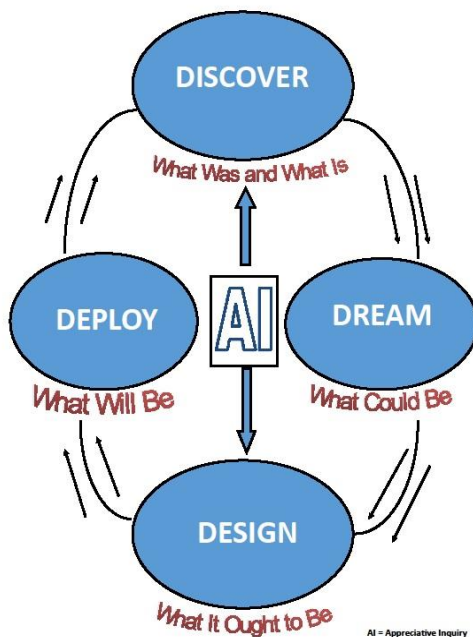 DISCOVER
What Was and What Is
DEPLOY
AI
DREAM
What Will Be
What Could Be
DESIGN
What It Ought to Be
AI = Appreciative Inquiry